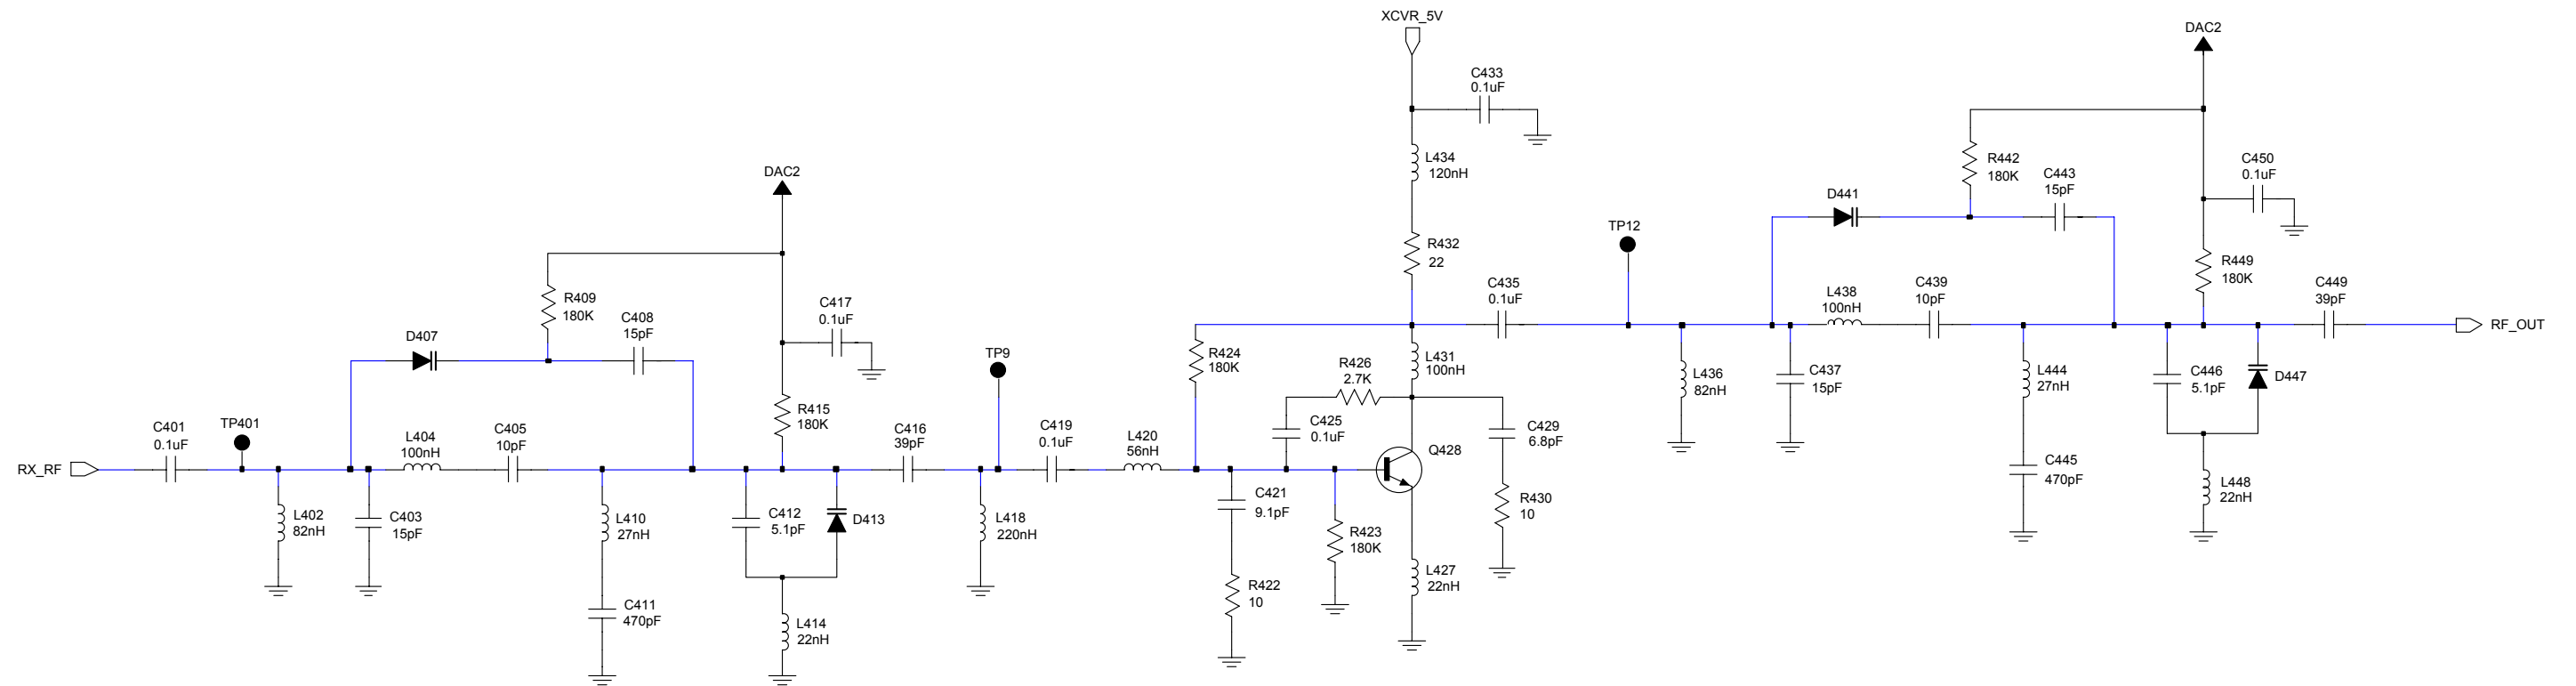 XCVR_5V
DAC2
C433
0.1uF
L434
120nH
R442
180K
C443
15pF
C450
0.1uF
DAC2
D441
TP12
R432
22
R449
180K
C435
0.1uF
L438
100nH
C439
10pF
C449
39pF
RF_OUT
R409
180K
C408
15pF
C417
0.1uF
D407
TP9
R424
180K
R426
2.7K
L431
100nH
L436
82nH
C437
15pF
L444
27nH
C446
5.1pF
D447
R415
180K
C401
0.1uF
TP401
L404
100nH
C405
10pF
C416
39pF
C419
0.1uF
L420
56nH
C425
0.1uF
C429
6.8pF
Q428
RX_RF
C445
470pF
L448
22nH
L402
82nH
C403
15pF
L410
27nH
C412
5.1pF
D413
L418
220nH
C421
9.1pF
R423
180K
R430
10
R422
10
L427
22nH
C411
470pF
L414
22nH